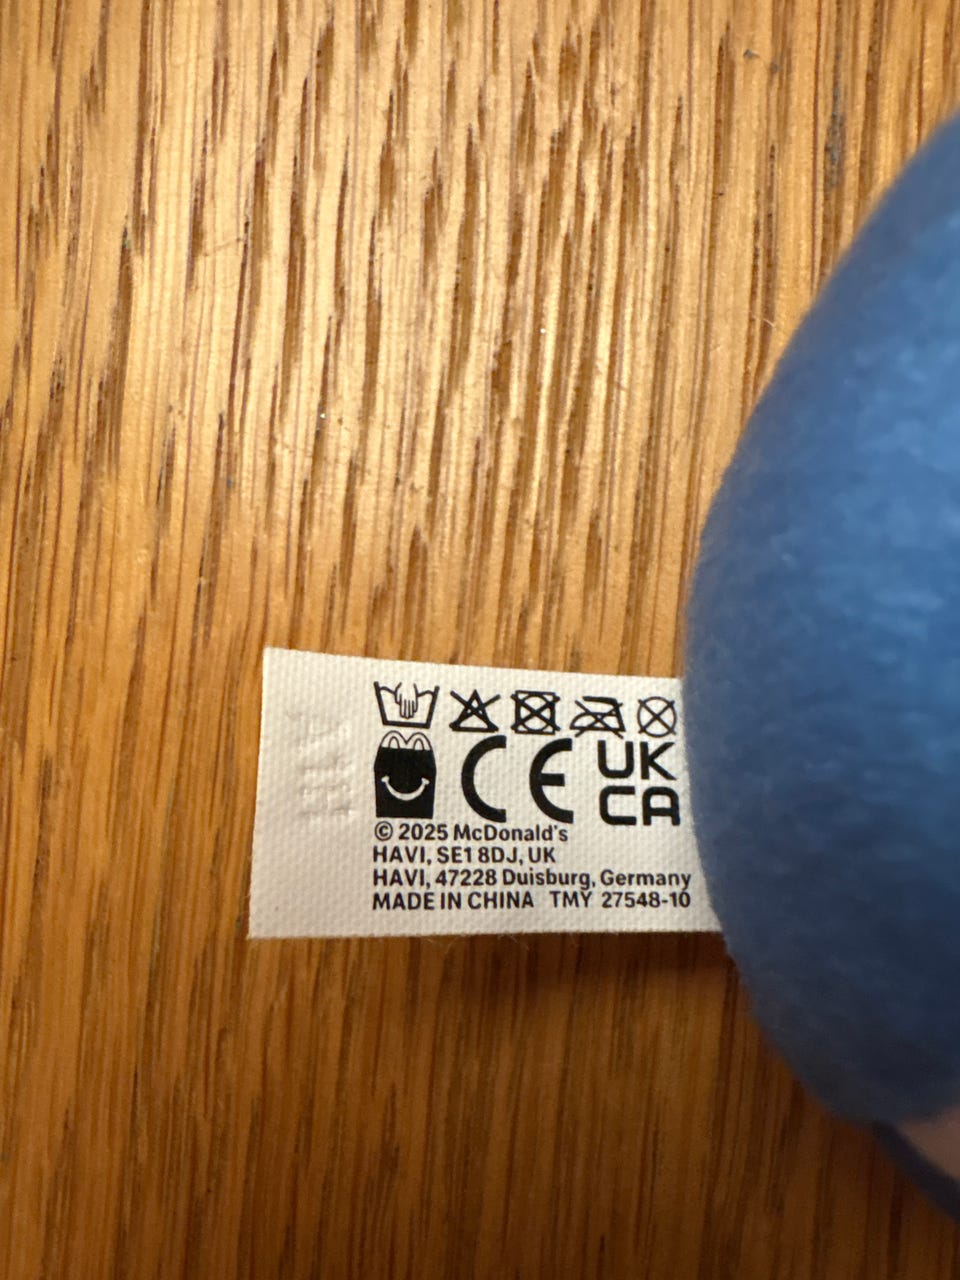 CE UK
CA
© 2025 McDonald's
HAVI, SE1 8DJ, UK
HAVI, 47228 Duisburg, Germany
MADE IN CHINA TMY 27548-10